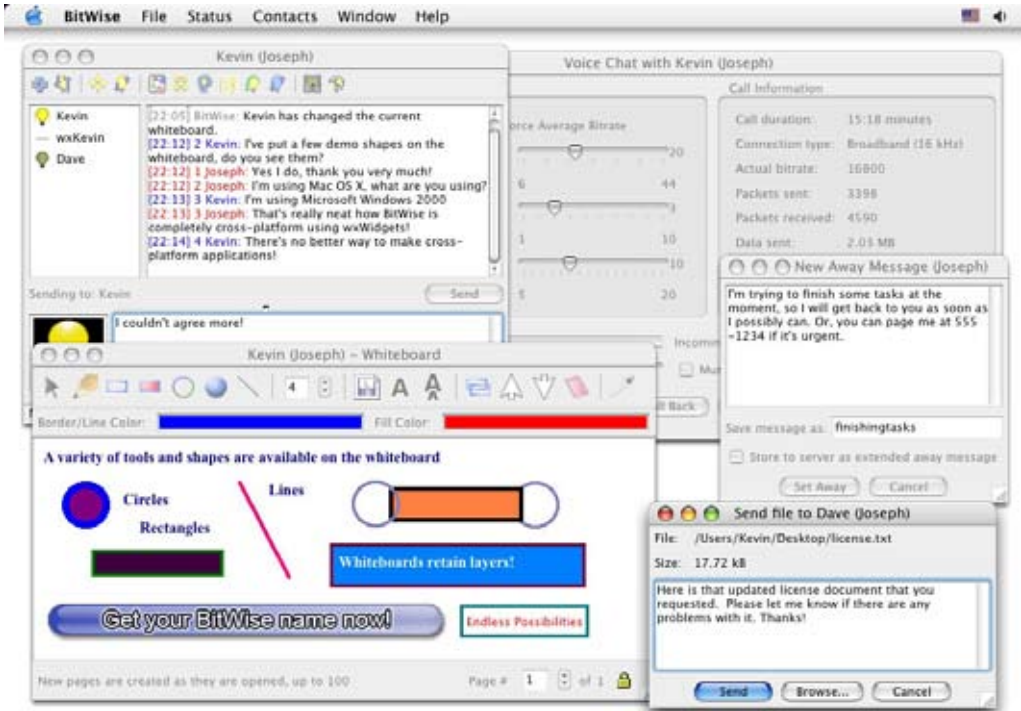 BitWise File Status Contacts Window Help
Kevin (Joseph)
Kevin
wxKevin
Dave
[22:05] BitWise: Kevin has changed the current
whiteboard.
[22:12] 2 Kevin: I've put a few demo shapes on the
whiteboard, do you see them?
[22:12] 1 Joseph: Yes I do, thank you very much!
[22:12] 2 Joseph: I'm using Mac OS X, what are you using?
[22:13] 3 Kevin: I'm using Microsoft Windows 2000
[22:13] 3 Joseph: That's really neat how BitWise is
completely cross-platform using wxWidgets!
[22:14] 4 Kevin: There's no better way to make cross-
platform applications!
Sending to: Kevin
Send
I couldn't agree more!
Voice Chat with Kevin (Joseph)
Average Bitrate
20
6 44
3
1 10
10
5 20
Back
Call Information
Call duration: 15:18 minutes
Connection type: Broadband (16 kHz)
Actual bitrate: 16800
Packets sent: 3398
Packets received: 4590
Data sent: 2.03 MB
New Away Message (Joseph)
I'm trying to finish some tasks at the
moment, so I will get back to you as soon as
I possibly can. Or, you can page me at 555
-1234 if it's urgent.
Save message as: finishingtasks
Store to server as extended away message
Set Away Cancel
Kevin (Joseph) - Whiteboard
4 A A
Border/Line Color: Fill Color:
A variety of tools and shapes are available on the whiteboard
Circles
Lines
Rectangles
Whiteboards retain layers!
Get your BitWise name now!
Endless Possibilities
New pages are created as they are opened, up to 100
Page # 1 of 1
Send file to Dave (Joseph)
File: /Users/Kevin/Desktop/license.txt
Size: 17.72 kB
Here is that updated license document that you
requested. Please let me know if there are any
problems with it. Thanks!
Send Browse... Cancel